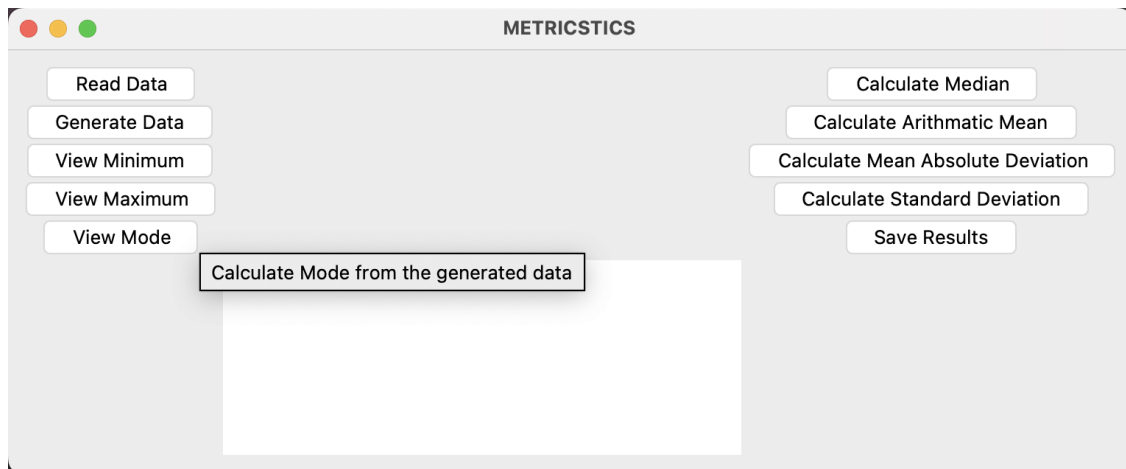 METRICSTICS
Read Data
Generate Data
View Minimum
View Maximum
View Mode
Calculate Mode from the generated data
Calculate Median
Calculate Arithmatic Mean
Calculate Mean Absolute Deviation
Calculate Standard Deviation
Save Results